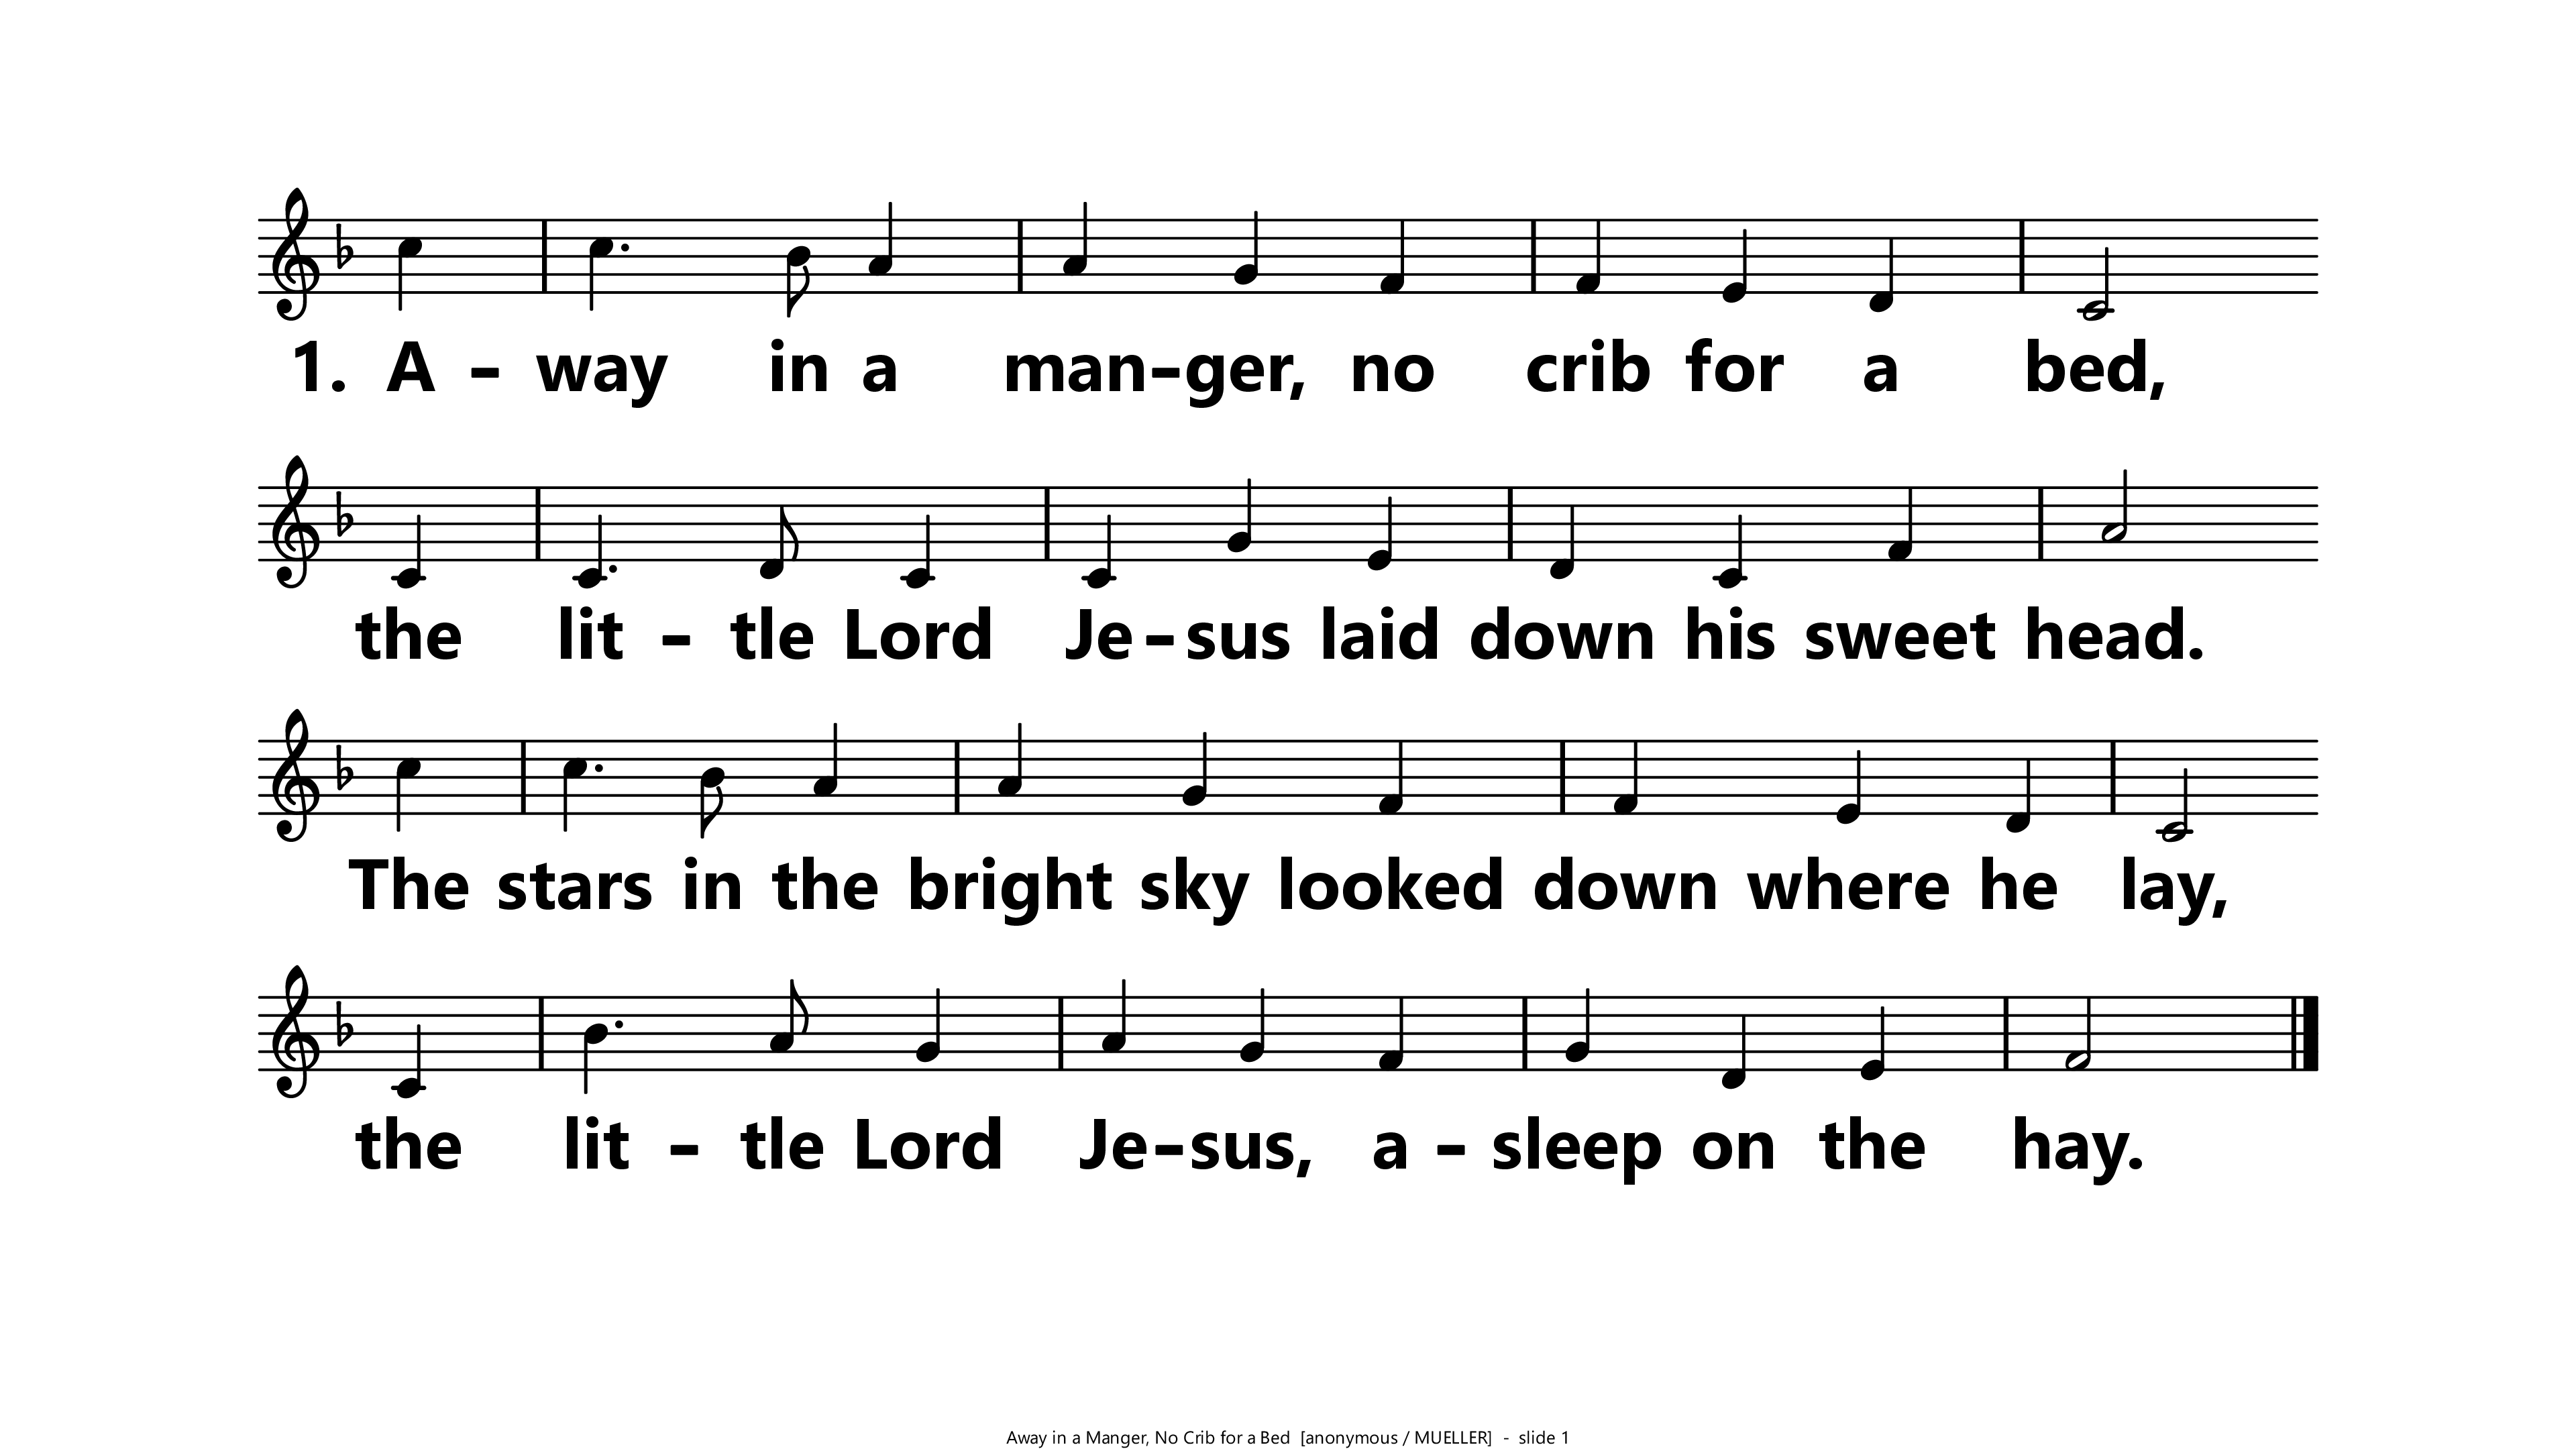 1. A - way in a man-ger, no crib for a bed,
the lit - tle Lord Je-sus laid down his sweet head.
The stars in the bright sky looked down where he lay,
the lit - tle Lord Je-sus, a - sleep on the hay.
Away in a Manger, No Crib for a Bed [anonymous / MUELLER] - slide 1